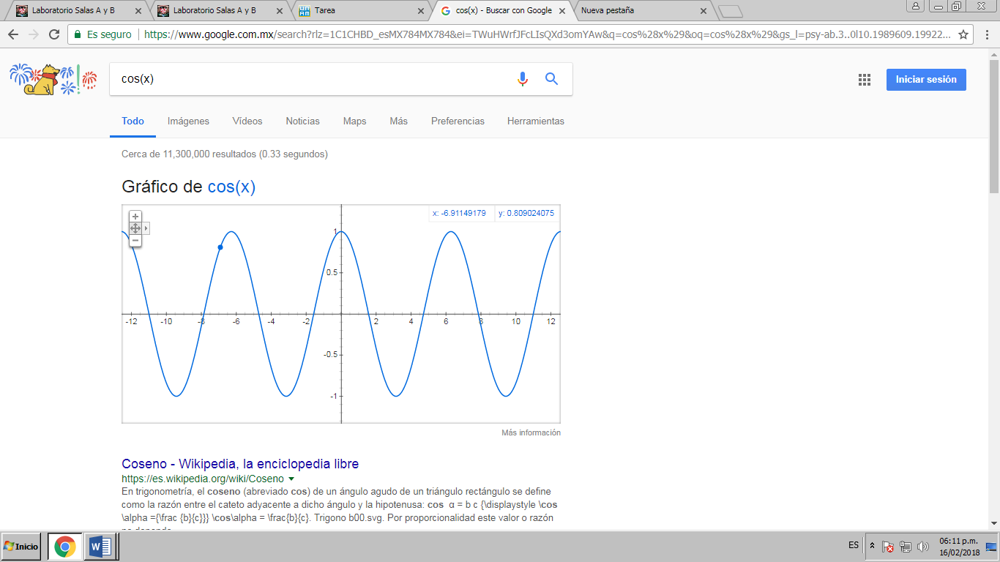 Laboratorio Salas A y B
Laboratorio Salas A y B
UN
AM
Tarea
cos(x) - Buscar con Google
Nueva pestaña
Es seguro
https://www.google.com.mx/search?rlz=1C1CHBD_esMX784MX784&ei=TWuHWrfJFcLIsQXd3omYAw&q=cos%28x%29&oq=cos%28x%29&gs_l=psy-ab.3..0l10.1989609.19922...
cos(x)
Iniciar sesión
Todo Imágenes Vídeos Noticias Maps Más Preferencias Herramientas
Cerca de 11,300,000 resultados (0.33 segundos)
Gráfico de cos(x)
x: -6.91149179 y: 0.809024075
1
0.5
-12 -10 -8 -6 -4 -2 2 4 6 8 10 12
-0.5
-1
Más información
Coseno - Wikipedia, la enciclopedia libre
https://es.wikipedia.org/wiki/Coseno
En trigonometría, el coseno (abreviado cos) de un ángulo agudo de un triángulo rectángulo se define
como la razón entre el cateto adyacente a dicho ángulo y la hipotenusa: cos α = b c {\displaystyle \cos
\alpha ={\frac {b}{c}}} \cos\alpha = \frac{b}{c}. Trigono b00.svg. Por proporcionalidad este valor o razón
Inicio
ES
06:11 p.m.
16/02/2018